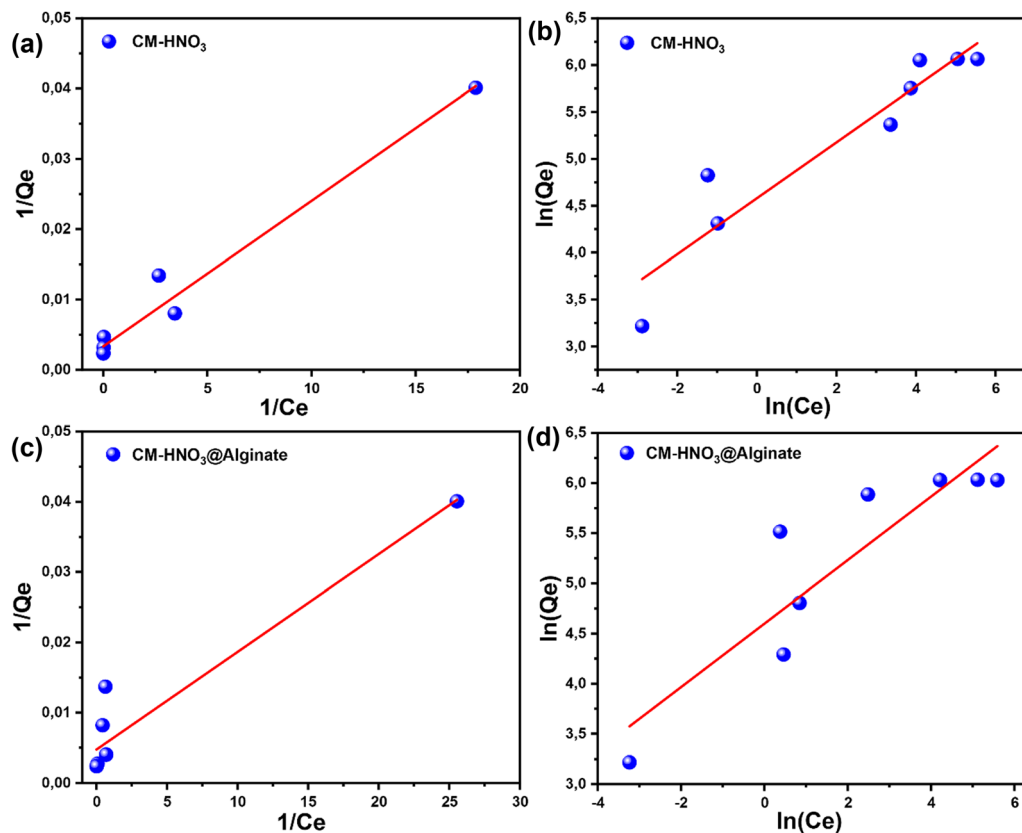 (a)
CM-HNO₃
1/Qe
0,05
0,04
0,03
0,02
0,01
0,00
0 5 10 15 20
1/Ce
(b)
CM-HNO₃
ln(Qe)
6,5
6,0
5,5
5,0
4,5
4,0
3,5
3,0
-4 -2 0 2 4 6
ln(Ce)
(c)
CM-HNO₃@Alginate
1/Qe
0,05
0,04
0,03
0,02
0,01
0,00
0 5 10 15 20 25 30
1/Ce
(d)
CM-HNO₃@Alginate
ln(Qe)
6,5
6,0
5,5
5,0
4,5
4,0
3,5
3,0
-4 -2 0 2 4 6
ln(Ce)